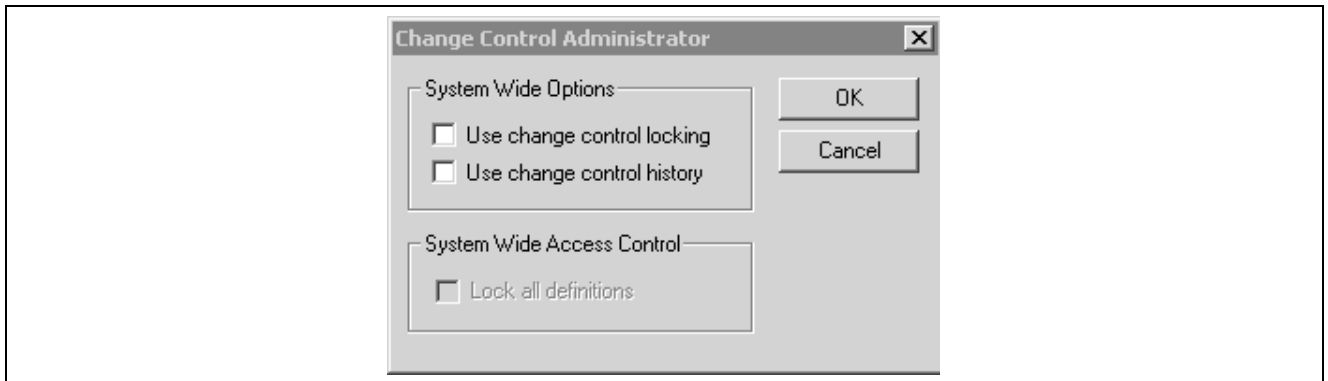 Change Control Administrator
System Wide Options
Use change control locking
Use change control history
OK
Cancel
System Wide Access Control
Lock all definitions